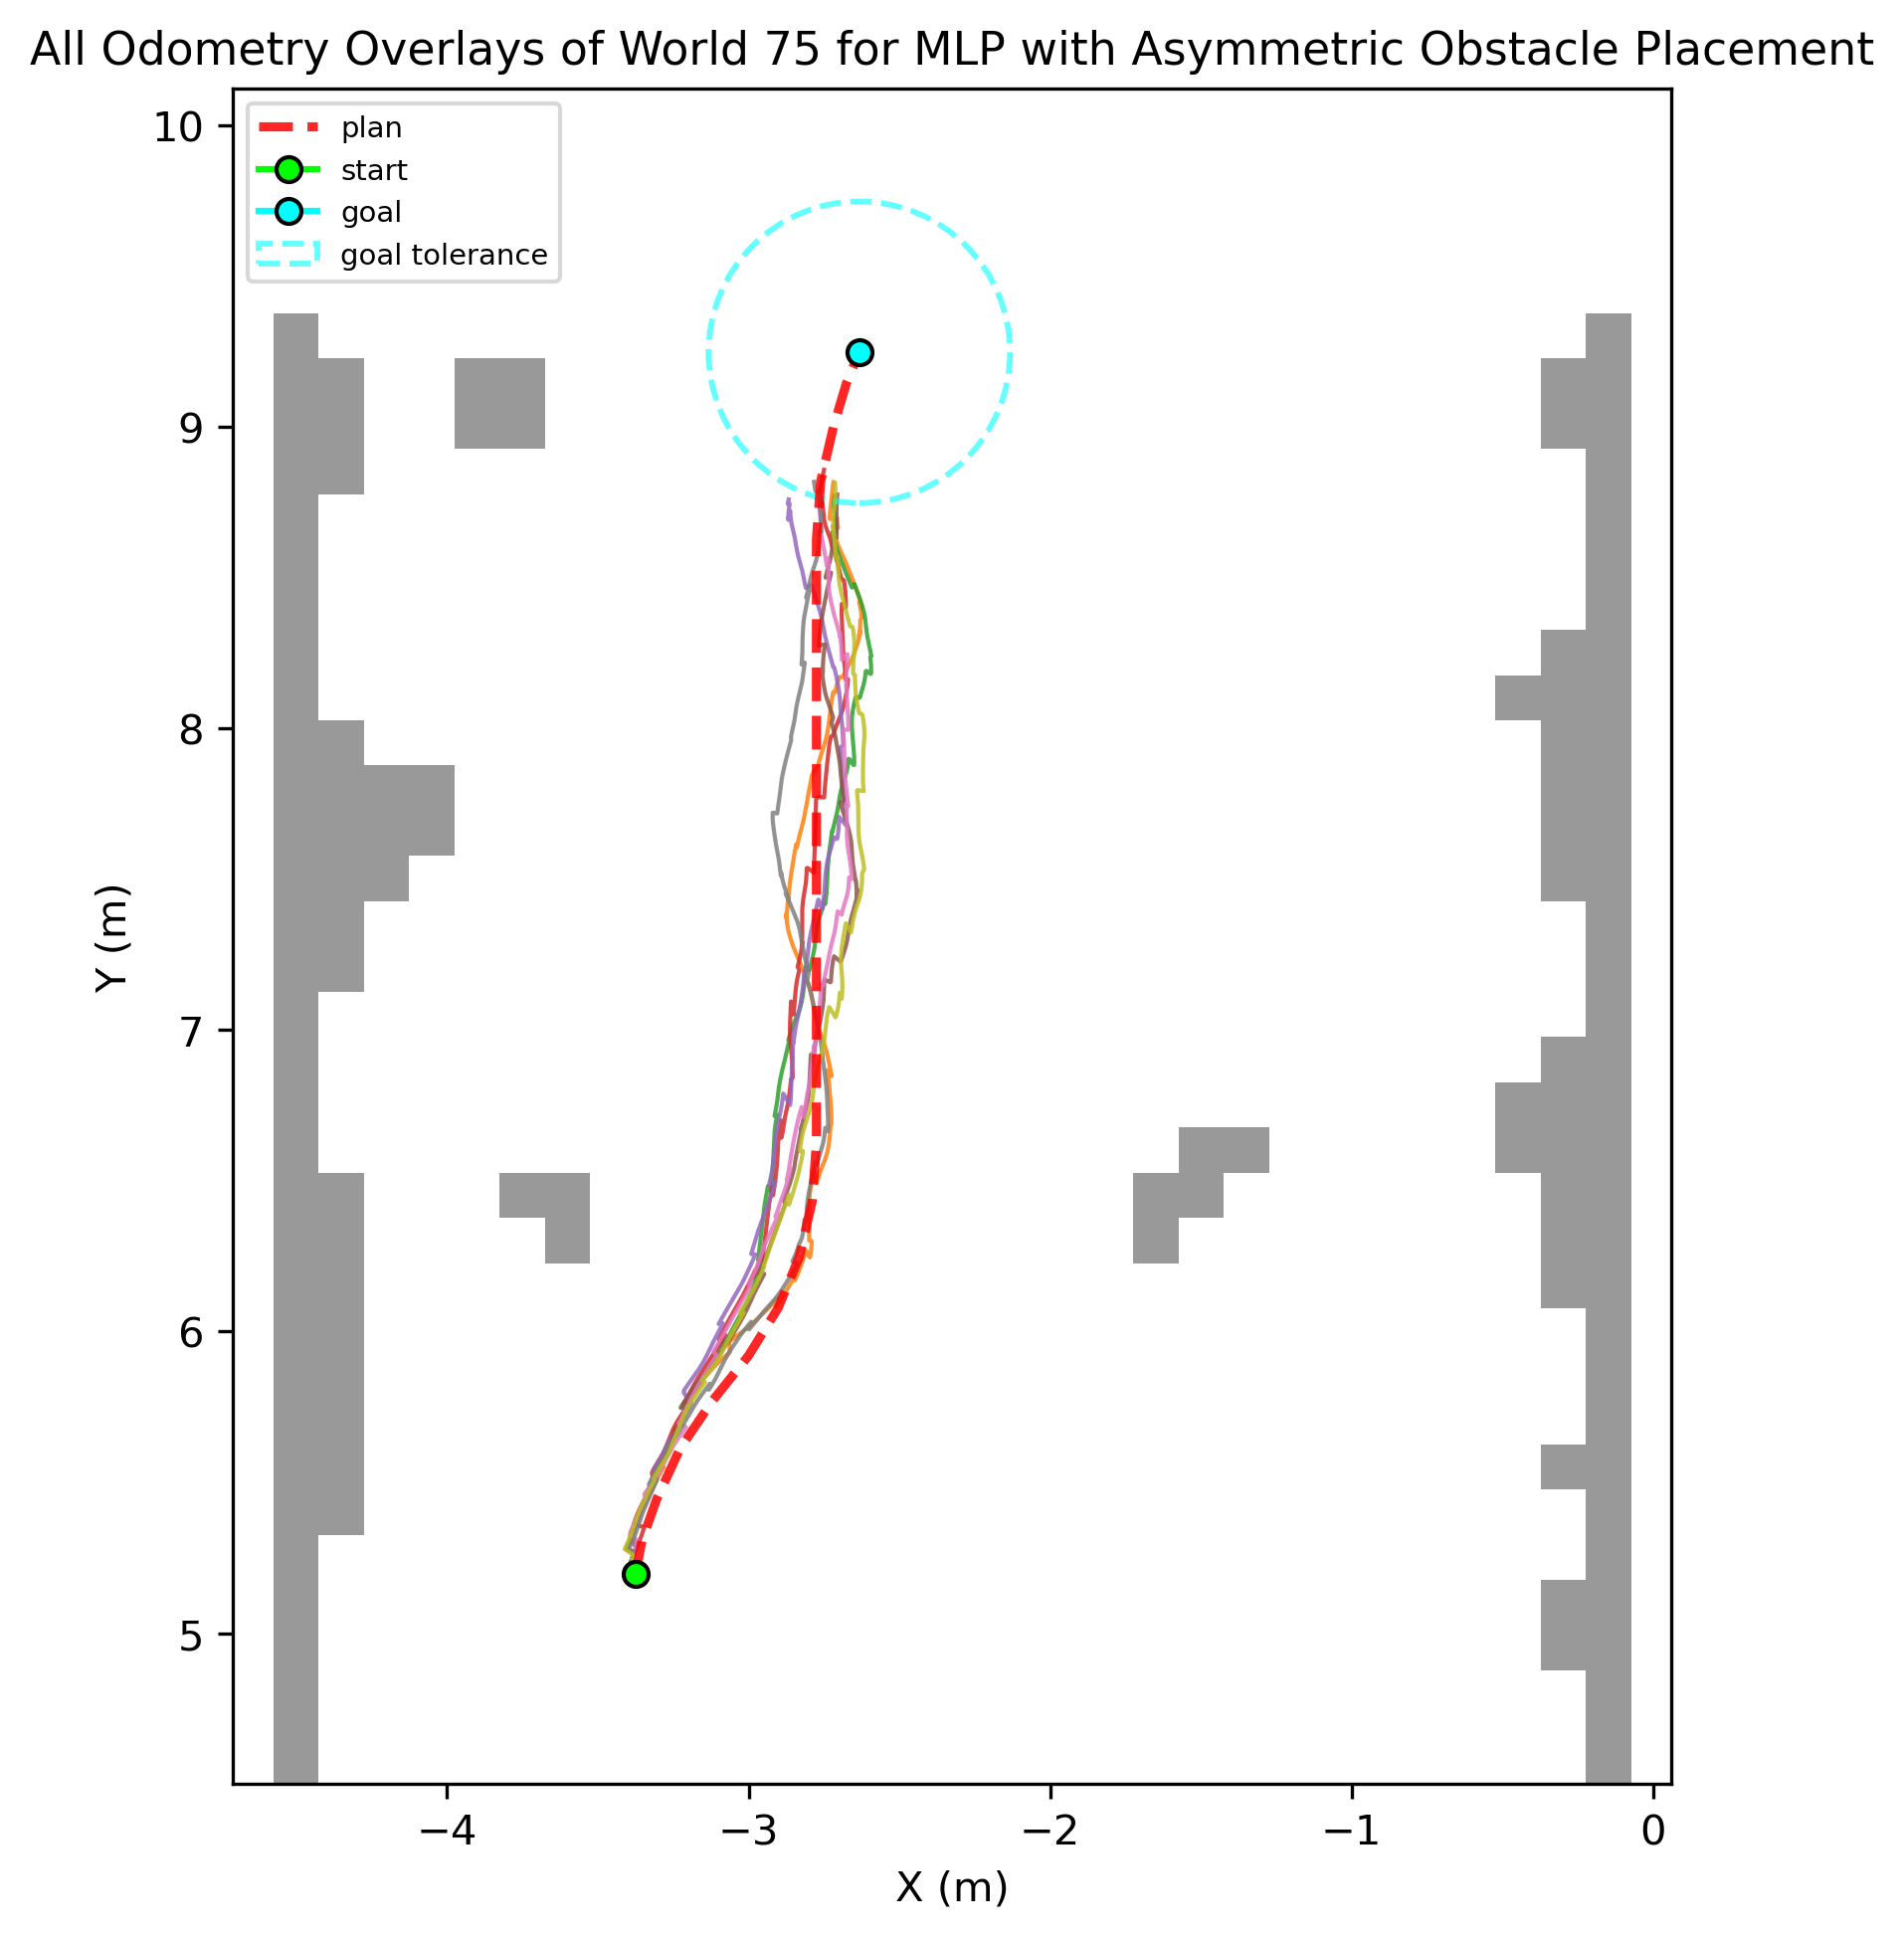 All Odometry Overlays of World 75 for MLP with Asymmetric Obstacle Placement
plan
start
goal
goal tolerance
10
9
8
7
6
5
Y (m)
−4
−3
−2
−1
0
X (m)